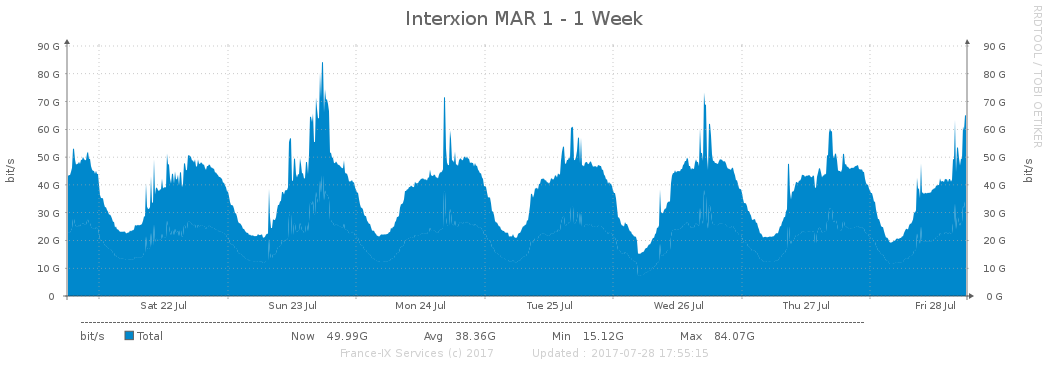 Interxion MAR 1 - 1 Week
RRDTOOL / TOBI OETIKER
bit/s
90 G 90 G
80 G 80 G
70 G 70 G
60 G 60 G
50 G 50 G
40 G 40 G
30 G 30 G
20 G 20 G
10 G 10 G
0 0 G
bit/s
Sat 22 Jul Sun 23 Jul Mon 24 Jul Tue 25 Jul Wed 26 Jul Thu 27 Jul Fri 28 Jul
bit/s Total Now 49.99G Avg 38.36G Min 15.12G Max 84.07G
France-IX Services (c) 2017 Updated : 2017-07-28 17:55:15